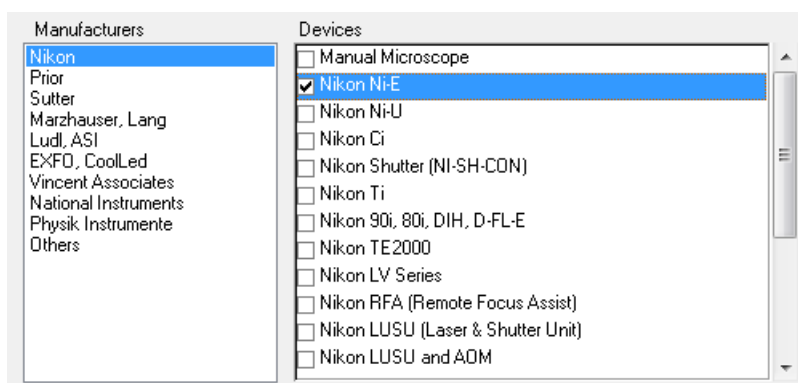 Manufacturers
Nikon
Prior
Sutter
Marzhauser, Lang
Ludl, ASI
EXFO, CoolLed
Vincent Associates
National Instruments
Physik Instrumente
Others
Devices
Manual Microscope
Nikon Ni-E
Nikon Ni-U
Nikon Ci
Nikon Shutter (NI-SH-CON)
Nikon Ti
Nikon 90i, 80i, DIH, D-FL-E
Nikon TE2000
Nikon LV Series
Nikon RFA (Remote Focus Assist)
Nikon LUSU (Laser & Shutter Unit)
Nikon LUSU and AOM